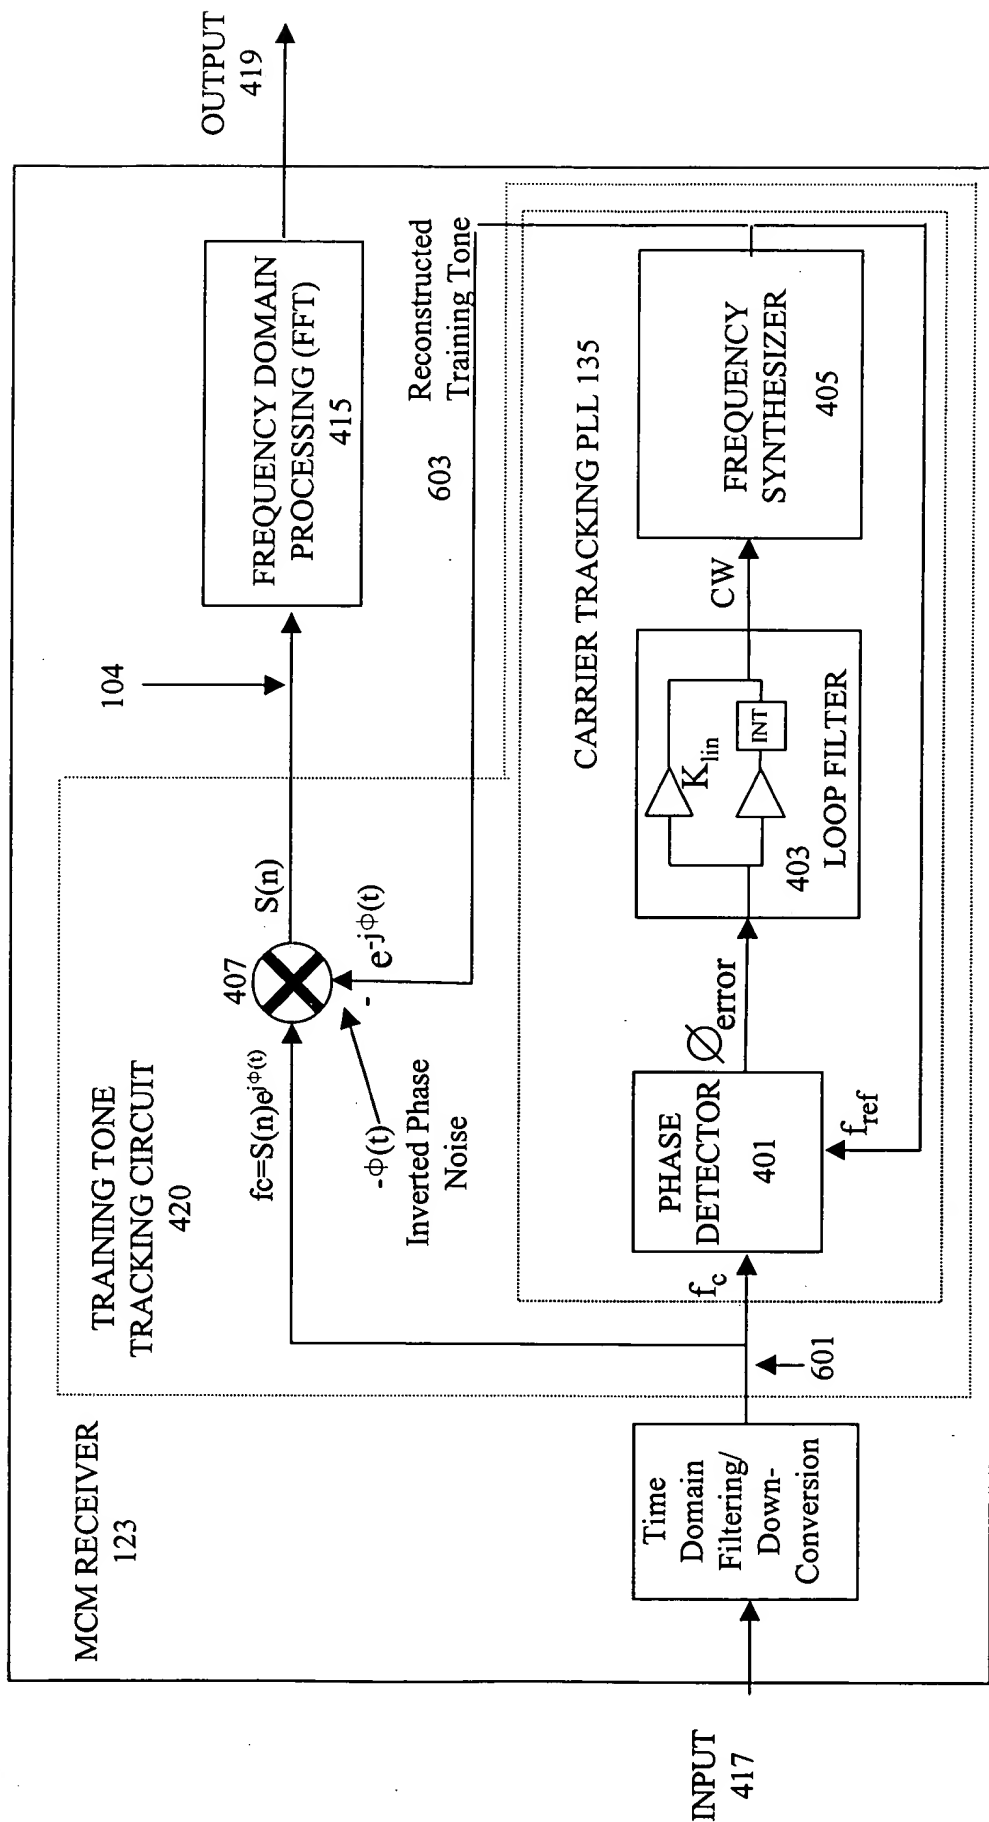 MCM RECEIVER
123
TRAINING TONE
TRACKING CIRCUIT
420
INPUT
417
Time
Domain
Filtering/
Down-
Conversion
601
fc=S(n)e^jΦ(t)
407
S(n)
104
-Φ(t)
Inverted Phase
Noise
-
e^-jΦ(t)
FREQUENCY DOMAIN
PROCESSING (FFT)
415
OUTPUT
419
603
Reconstructed
Training Tone
CARRIER TRACKING PLL 135
f_c
PHASE
DETECTOR
401
f_ref
∅_error
K_lin
INT
403
LOOP FILTER
CW
FREQUENCY
SYNTHESIZER
405